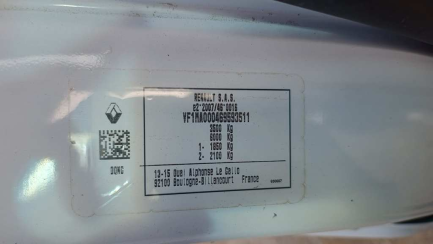 RENAULT S.A.S.
e2*2007/46*0016
VF1MA000469593511
3500 Kg
6000 Kg
1- 1850 Kg
2- 2100 Kg
13-15 Quai Alphonse Le Gallo
92100 Boulogne-Billancourt France